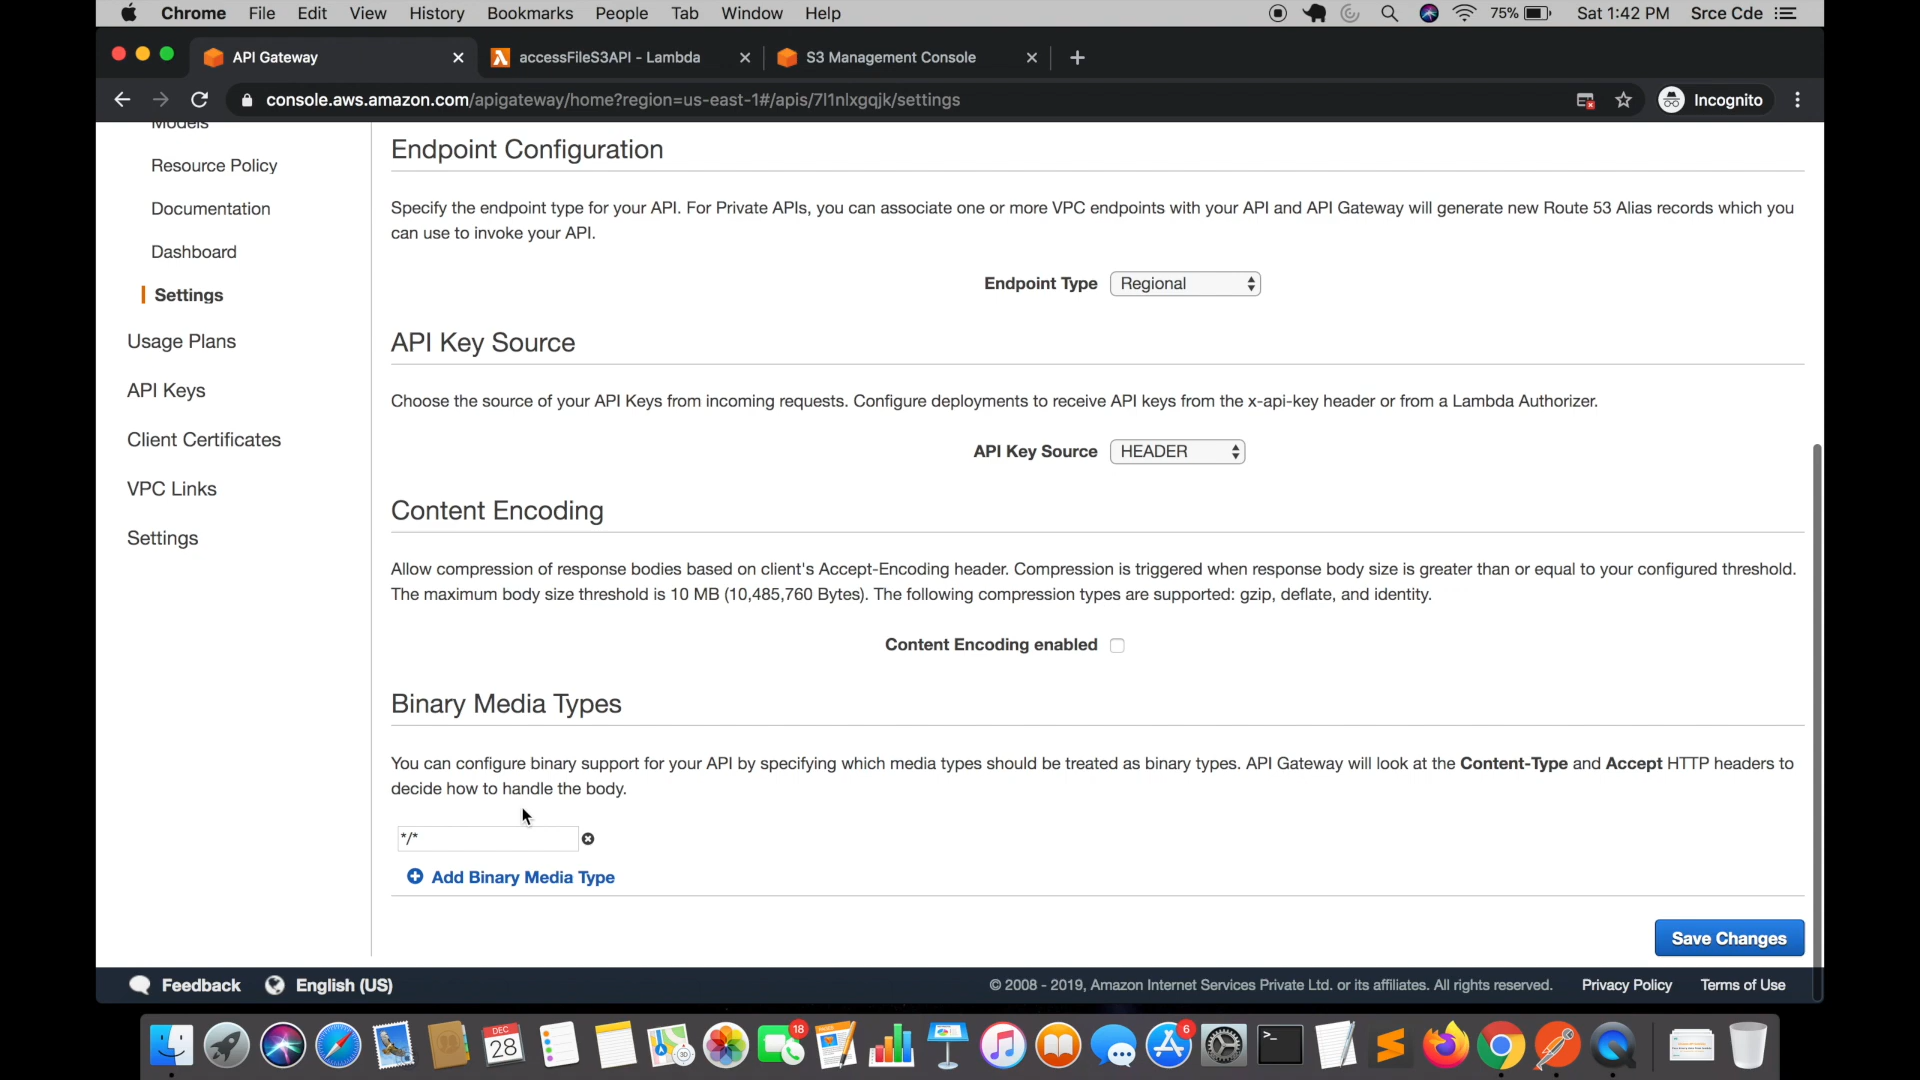 Chrome File Edit View History Bookmarks People Tab Window Help 75% Sat 1:42 PM Srce Cde
API Gateway accessFileS3API - Lambda S3 Management Console
console.aws.amazon.com/apigateway/home?region=us-east-1#/apis/7l1nlxgqjk/settings Incognito
Models
Resource Policy
Documentation
Dashboard
Settings
Usage Plans
API Keys
Client Certificates
VPC Links
Settings
Endpoint Configuration
Specify the endpoint type for your API. For Private APIs, you can associate one or more VPC endpoints with your API and API Gateway will generate new Route 53 Alias records which you
can use to invoke your API.
Endpoint Type Regional
API Key Source
Choose the source of your API Keys from incoming requests. Configure deployments to receive API keys from the x-api-key header or from a Lambda Authorizer.
API Key Source HEADER
Content Encoding
Allow compression of response bodies based on client's Accept-Encoding header. Compression is triggered when response body size is greater than or equal to your configured threshold.
The maximum body size threshold is 10 MB (10,485,760 Bytes). The following compression types are supported: gzip, deflate, and identity.
Content Encoding enabled
Binary Media Types
You can configure binary support for your API by specifying which media types should be treated as binary types. API Gateway will look at the Content-Type and Accept HTTP headers to
decide how to handle the body.
*/*
Add Binary Media Type
Save Changes
Feedback English (US) © 2008 - 2019, Amazon Internet Services Private Ltd. or its affiliates. All rights reserved. Privacy Policy Terms of Use
DEC
28
18
6